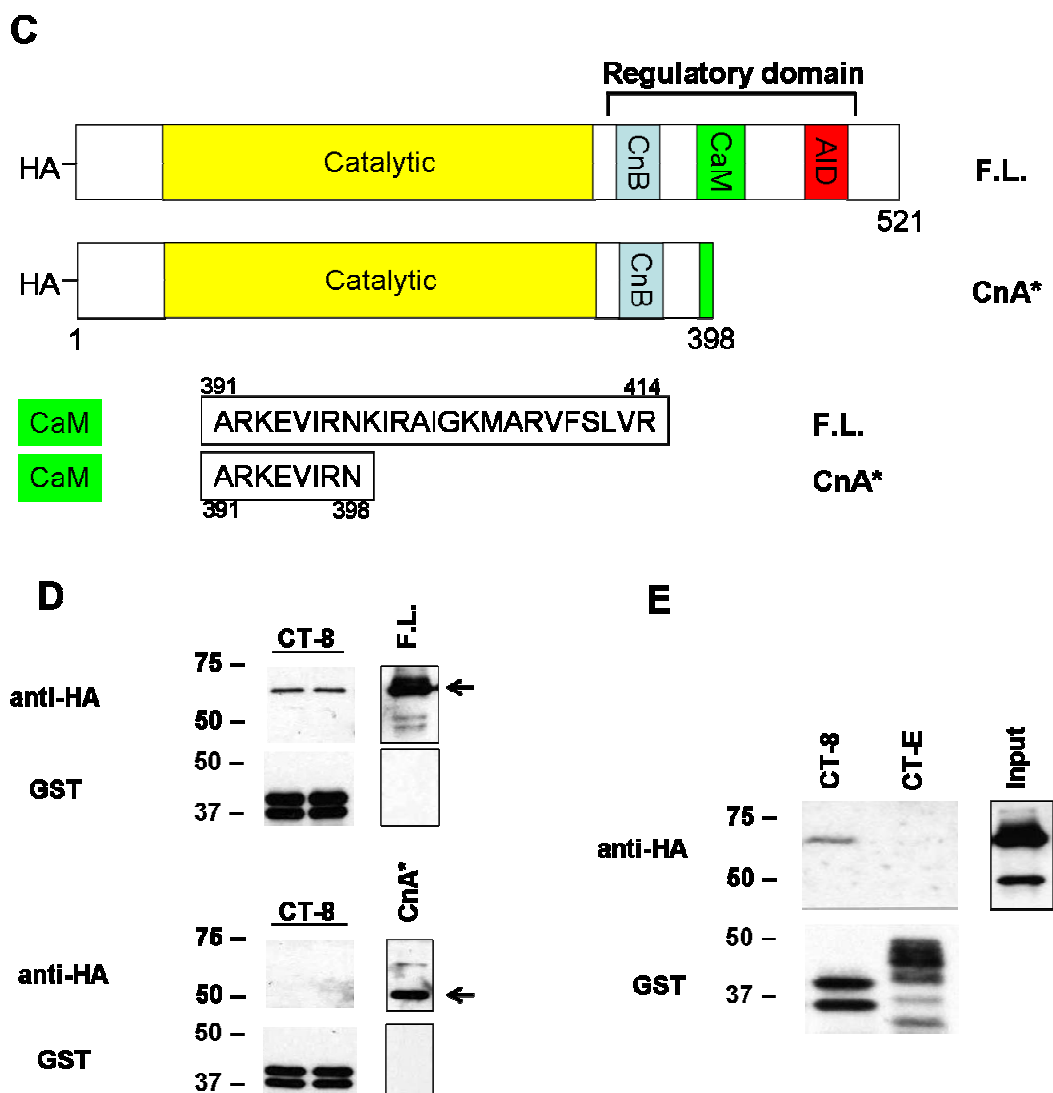 C
Regulatory domain
HA
Catalytic
CnB
CaM
AID
F.L.
521
HA
Catalytic
CnB
CnA*
1
398
391
414
CaM
ARKEVIRNKIRAIGKMARVFSLVR
F.L.
CaM
ARKEVIRN
CnA*
391
398
D
CT-8
F.L.
75 –
anti-HA
50 –
50 –
GST
37 –
CT-8
CnA*
75 –
anti-HA
50 –
50 –
GST
37 –
E
CT-8
CT-E
Input
75 –
anti-HA
50 –
50 –
GST
37 –